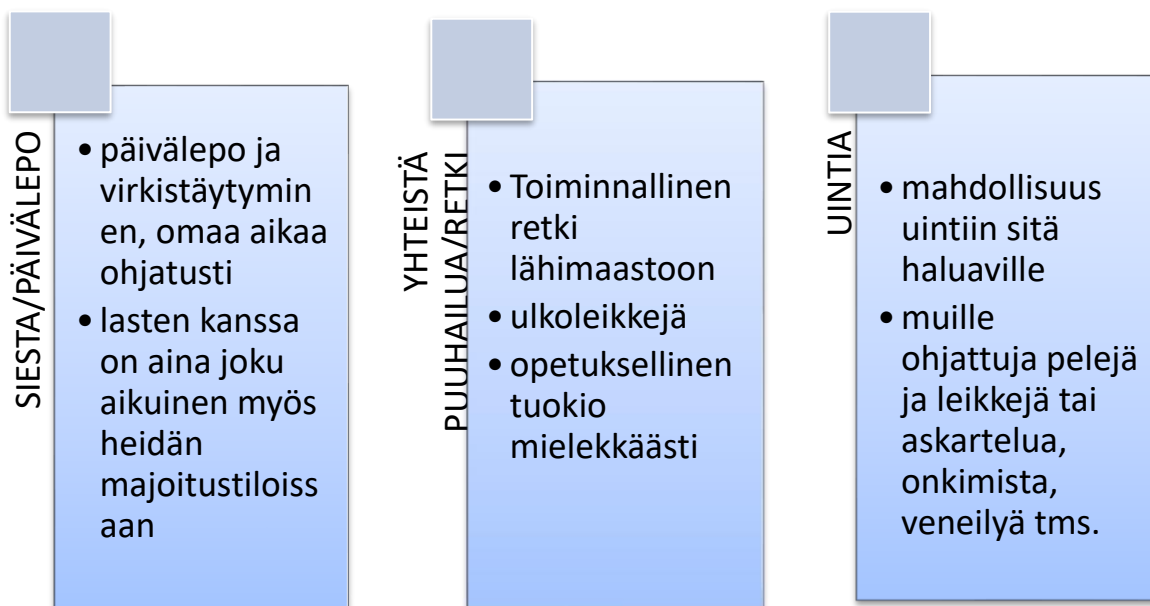 SIESTA/PÄIVÄLEPO
• päivälepo ja
virkistäytymin
en, omaa aikaa
ohjatusti
• lasten kanssa
on aina joku
aikuinen myös
heidän
majoitustiloiss
aan
YHTEISTÄ
PUUHAILUA/RETKI
• Toiminnallinen
retki
lähimaastoon
• ulkoleikkejä
• opetuksellinen
tuokio
mielekkäästi
UINTIA
• mahdollisuus
uintiin sitä
haluaville
• muille
ohjattuja pelejä
ja leikkejä tai
askartelua,
onkimista,
veneilyä tms.